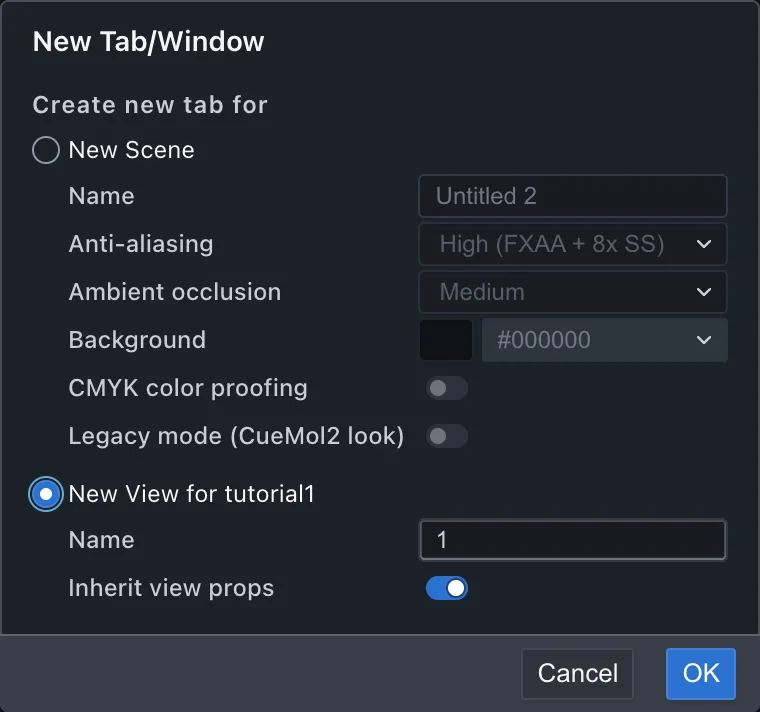 New Tab/Window
Create new tab for
New Scene
Name Untitled 2
Anti-aliasing High (FXAA + 8x SS)
Ambient occlusion Medium
Background #000000
CMYK color proofing
Legacy mode (CueMol2 look)
New View for tutorial1
Name 1
Inherit view props
Cancel OK